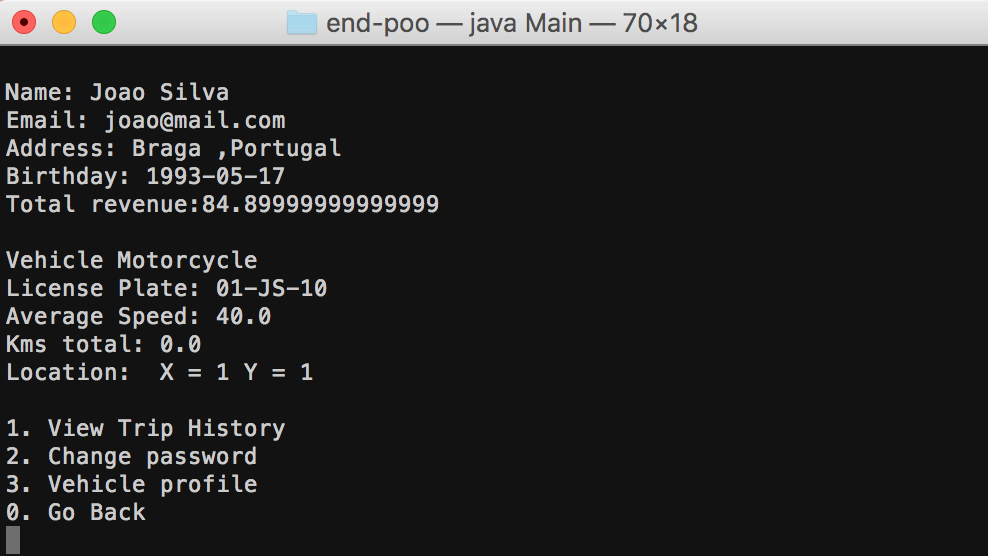 end-poo — java Main — 70×18
Name: Joao Silva
Email: joao@mail.com
Address: Braga ,Portugal
Birthday: 1993-05-17
Total revenue:84.89999999999999
Vehicle Motorcycle
License Plate: 01-JS-10
Average Speed: 40.0
Kms total: 0.0
Location:  X = 1 Y = 1
1. View Trip History
2. Change password
3. Vehicle profile
0. Go Back